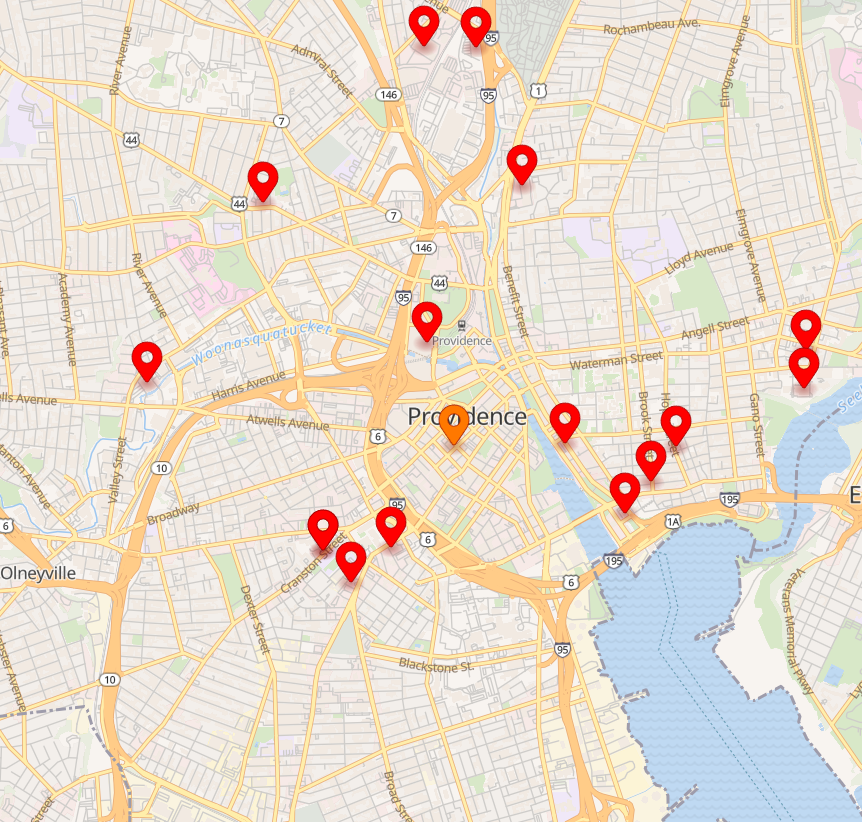 enue
95
Rochambeau Ave.
River Avenue
Admiral Street
Elmgrove Avenue
146
95
1
7
44
44
7
Elmgrove Avenue
146
Lloyd Avenue
River Avenue
Academy Avenue
Benefit Street
44
95
Woonasquatucket
Providence
Angell Street
Waterman Street
Harris Avenue
Brook
Gano Street
Atwells Avenue
Providence
6
10
Valley Street
Broadway
95
195
1A
6
6
Cranston Street
195
Olneyville
6
Dexter Street
Veterans Memorial Pkwy
95
Blackstone St.
10
Broad
Street